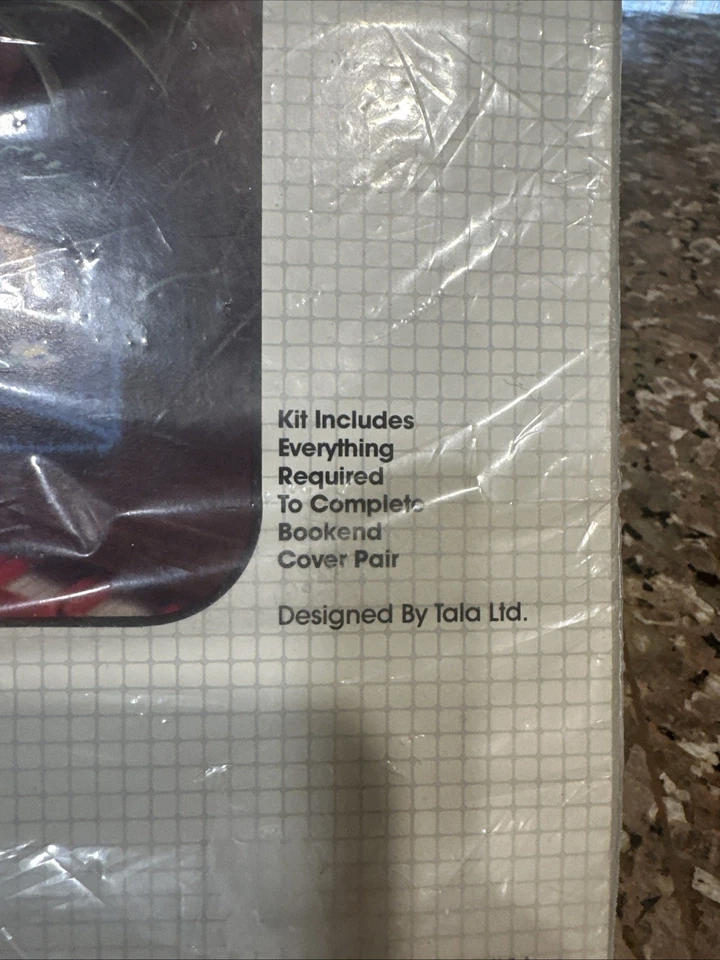 Kit Includes
Everything
Required
To Complete
Bookend
Cover Pair
Designed By Tala Ltd.